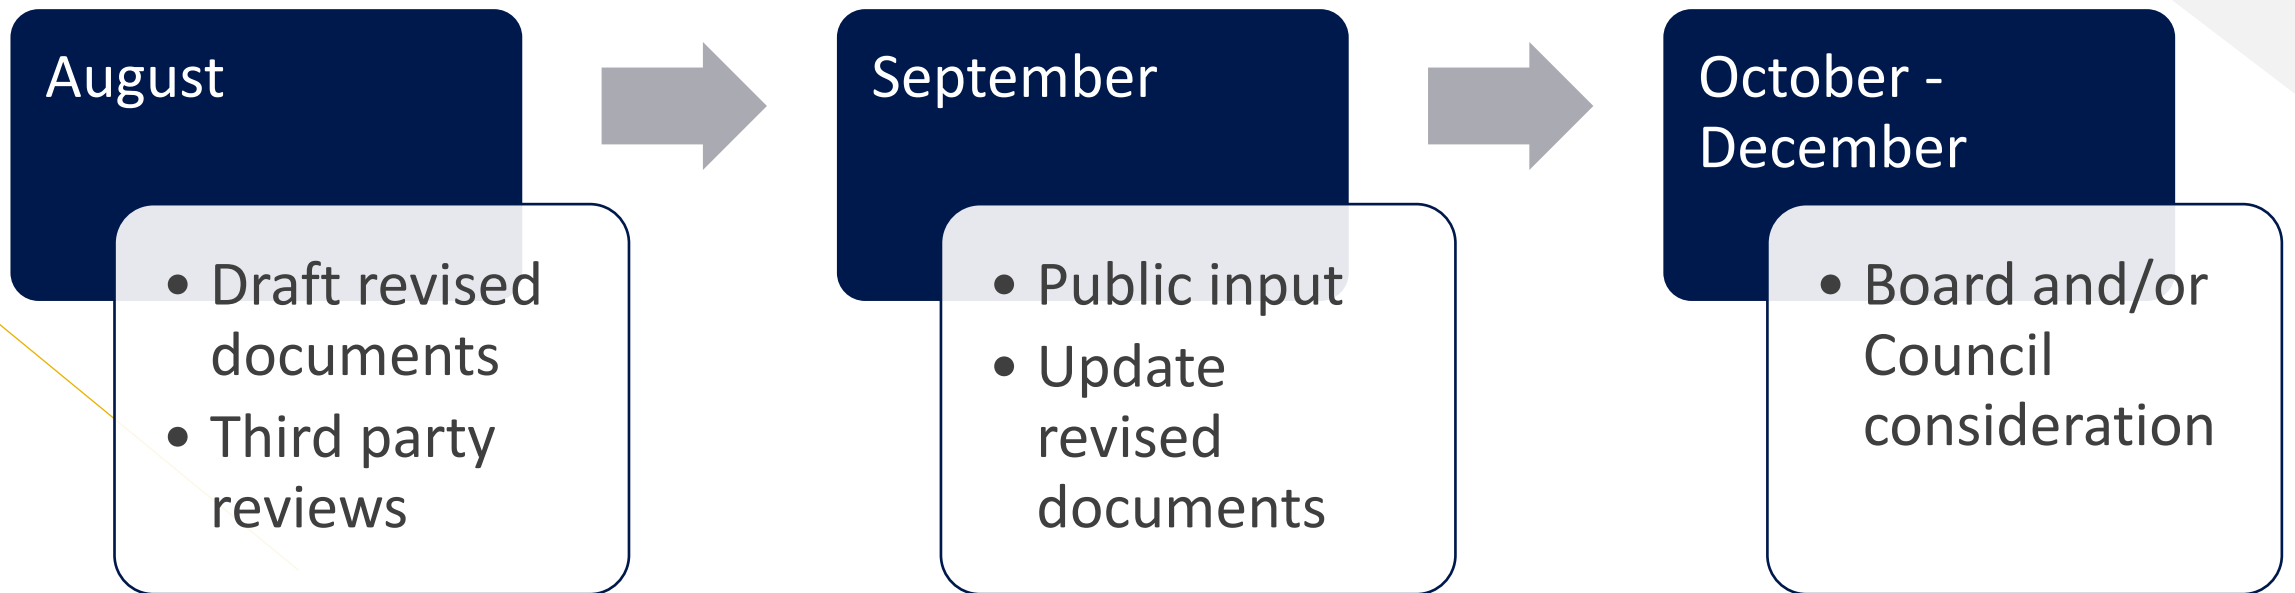 August
• Draft revised
documents
• Third party
reviews
September
• Public input
• Update
revised
documents
October -
December
• Board and/or
Council
consideration